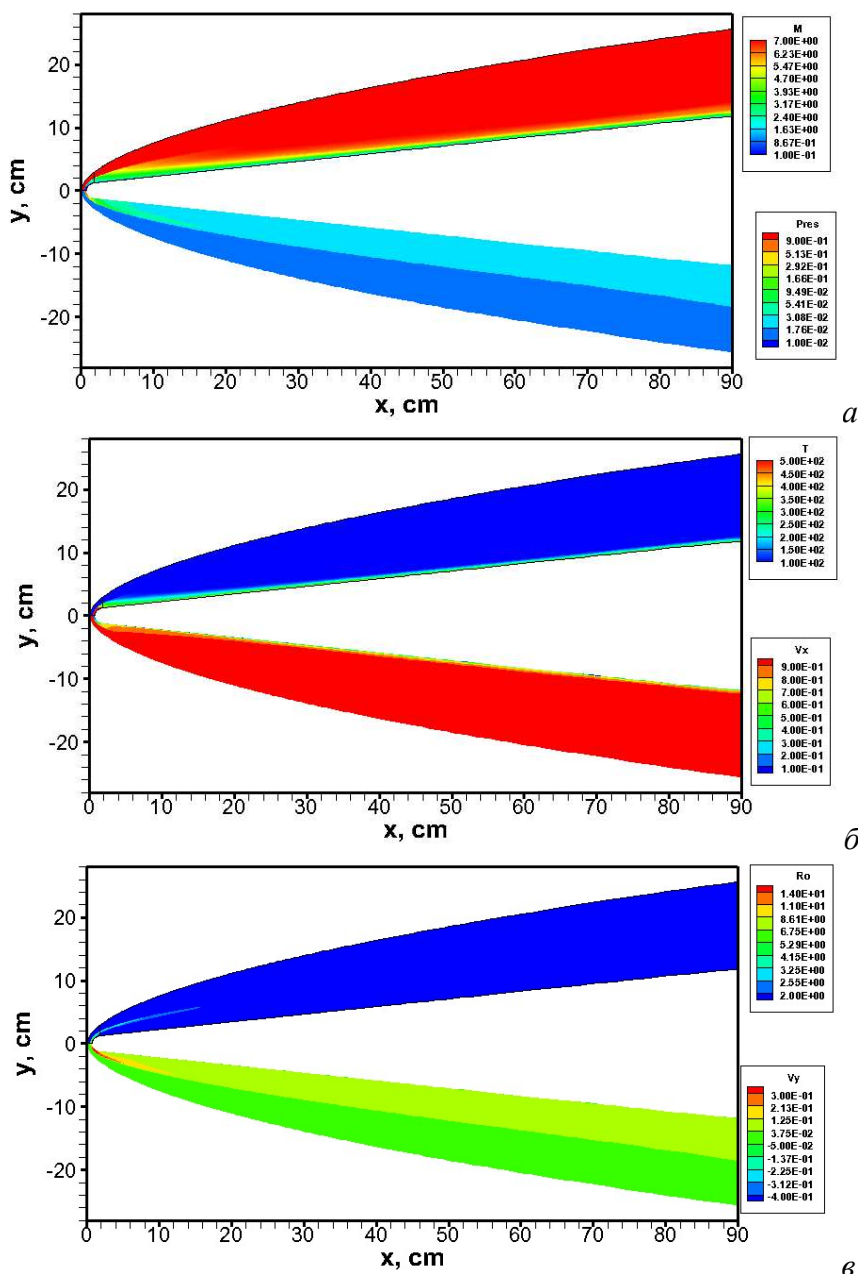 M
7.00E+00
6.23E+00
5.47E+00
4.70E+00
3.93E+00
3.17E+00
2.40E+00
1.63E+00
8.67E-01
1.00E-01
Pres
9.00E-01
5.13E-01
2.92E-01
1.66E-01
9.49E-02
5.41E-02
3.08E-02
1.76E-02
1.00E-02
20
10
0
-10
-20
y, cm
0 10 20 30 40 50 60 70 80 90
x, cm
а
T
5.00E+02
4.50E+02
4.00E+02
3.50E+02
3.00E+02
2.50E+02
2.00E+02
1.50E+02
1.00E+02
Vx
9.00E-01
8.00E-01
7.00E-01
6.00E-01
5.00E-01
4.00E-01
3.00E-01
2.00E-01
1.00E-01
20
10
0
-10
-20
y, cm
0 10 20 30 40 50 60 70 80 90
x, cm
б
Ro
1.40E+01
1.10E+01
8.61E+00
6.75E+00
5.29E+00
4.15E+00
3.25E+00
2.55E+00
2.00E+00
Vy
3.00E-01
2.13E-01
1.25E-01
3.75E-02
-5.00E-02
-1.37E-01
-2.25E-01
-3.12E-01
-4.00E-01
20
10
0
-10
-20
y, cm
0 10 20 30 40 50 60 70 80 90
x, cm
в